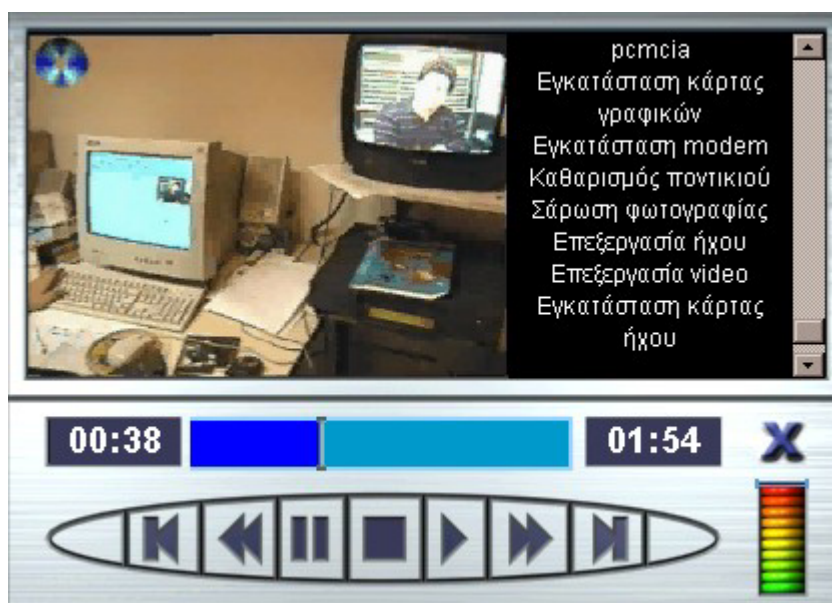 pcmcia
Εγκατάσταση κάρτας
γραφικών
Εγκατάσταση modem
Καθαρισμός ποντικιού
Σάρωση φωτογραφίας
Επεξεργασία ήχου
Επεξεργασία video
Εγκατάσταση κάρτας
ήχου
00:38
01:54
X